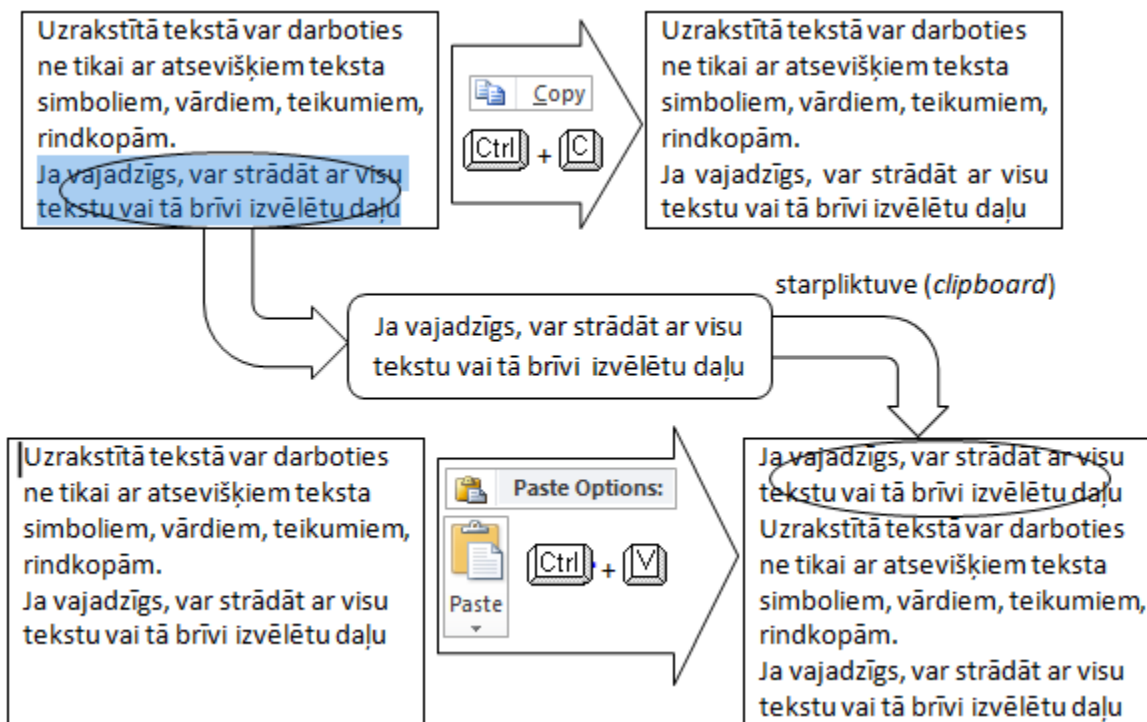 Uzrakstītā tekstā var darboties
ne tikai ar atsevišķiem teksta
simboliem, vārdiem, teikumiem,
rindkopām.
Ja vajadzīgs, var strādāt ar visu
tekstu vai tā brīvi izvēlētu daļu
Copy
Ctrl + C
Uzrakstītā tekstā var darboties
ne tikai ar atsevišķiem teksta
simboliem, vārdiem, teikumiem,
rindkopām.
Ja vajadzīgs, var strādāt ar visu
tekstu vai tā brīvi izvēlētu daļu
starpliktuve (clipboard)
Ja vajadzīgs, var strādāt ar visu
tekstu vai tā brīvi izvēlētu daļu
Uzrakstītā tekstā var darboties
ne tikai ar atsevišķiem teksta
simboliem, vārdiem, teikumiem,
rindkopām.
Ja vajadzīgs, var strādāt ar visu
tekstu vai tā brīvi izvēlētu daļu
Paste Options:
Paste
Ctrl + V
Ja vajadzīgs, var strādāt ar visu
tekstu vai tā brīvi izvēlētu daļu
Uzrakstītā tekstā var darboties
ne tikai ar atsevišķiem teksta
simboliem, vārdiem, teikumiem,
rindkopām.
Ja vajadzīgs, var strādāt ar visu
tekstu vai tā brīvi izvēlētu daļu